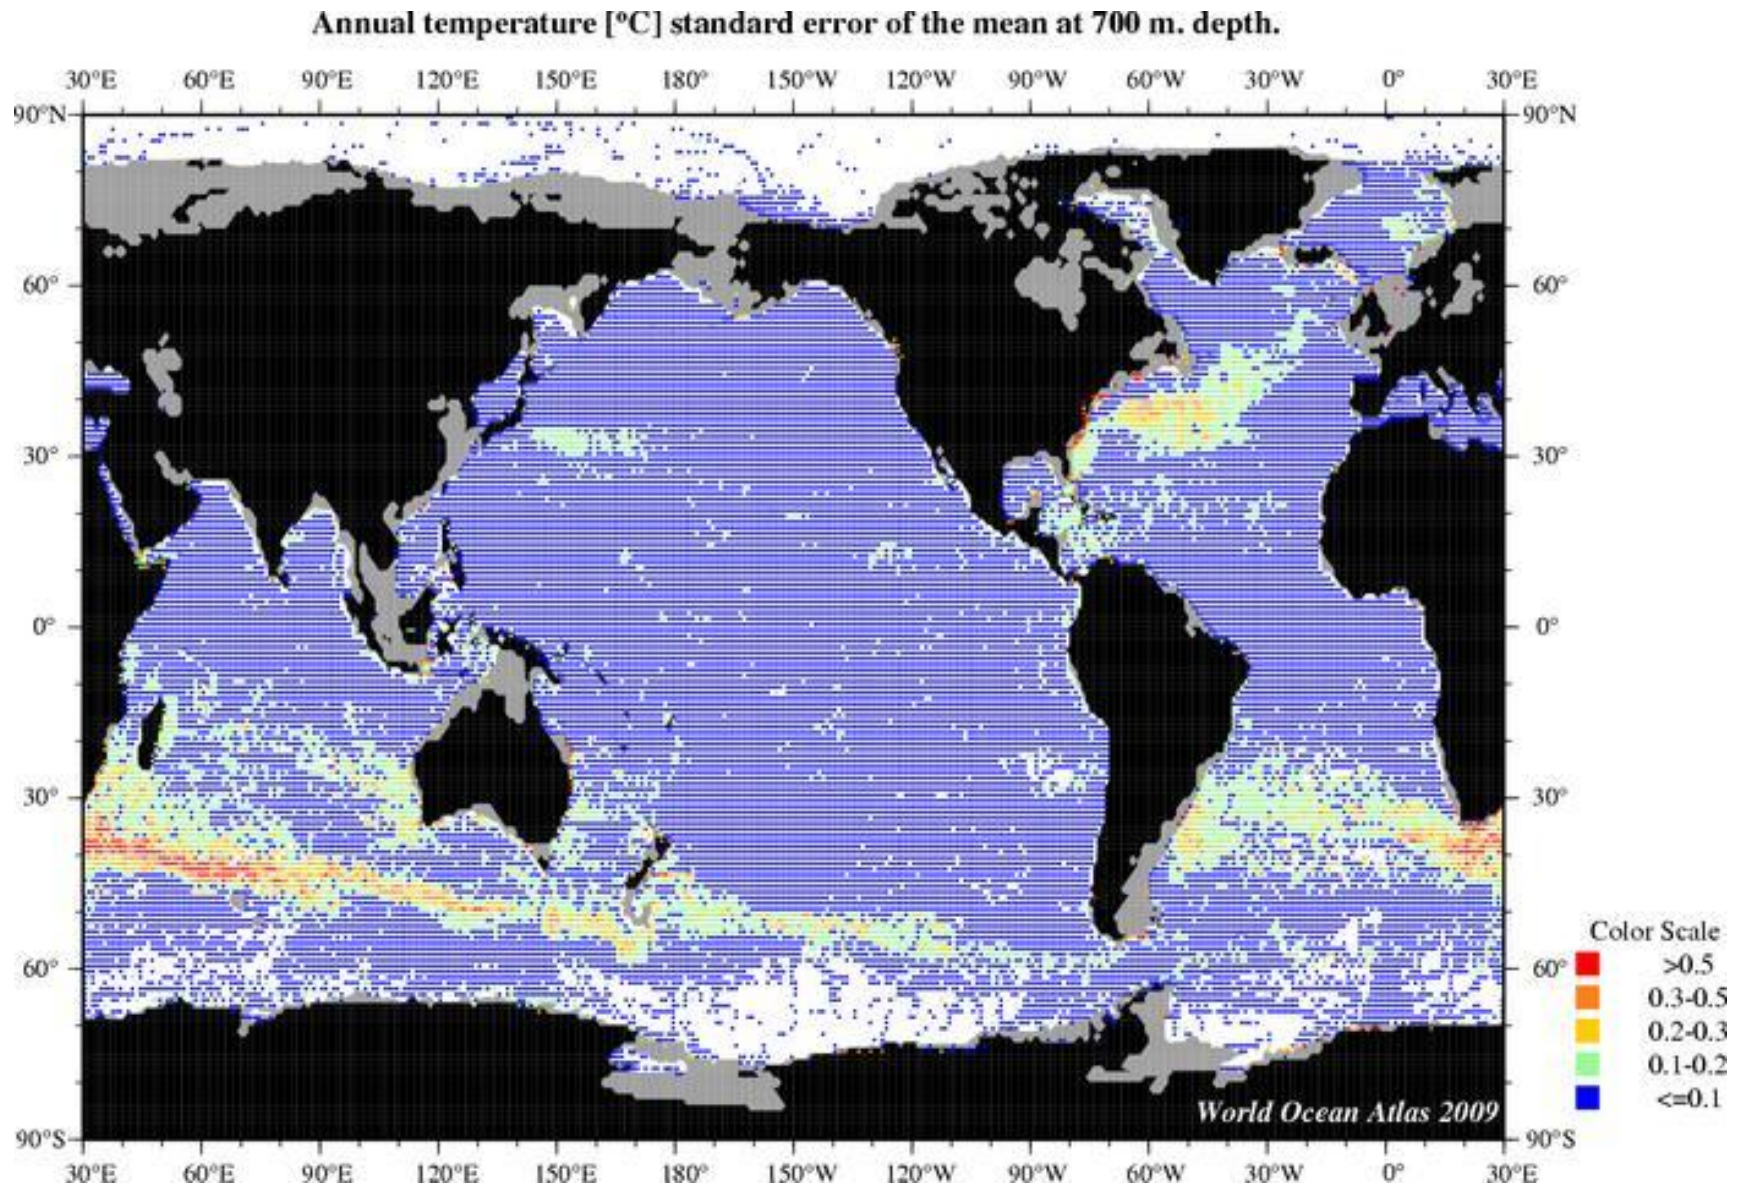 Annual temperature [°C] standard error of the mean at 700 m. depth.
30°E 60°E 90°E 120°E 150°E 180° 150°W 120°W 90°W 60°W 30°W 0° 30°E
90°N 90°N
60° 60°
30° 30°
0° 0°
30° 30°
Color Scale
60° 60°
>0.5
0.3-0.5
0.2-0.3
0.1-0.2
<=0.1
World Ocean Atlas 2009
90°S 90°S
30°E 60°E 90°E 120°E 150°E 180° 150°W 120°W 90°W 60°W 30°W 0° 30°E